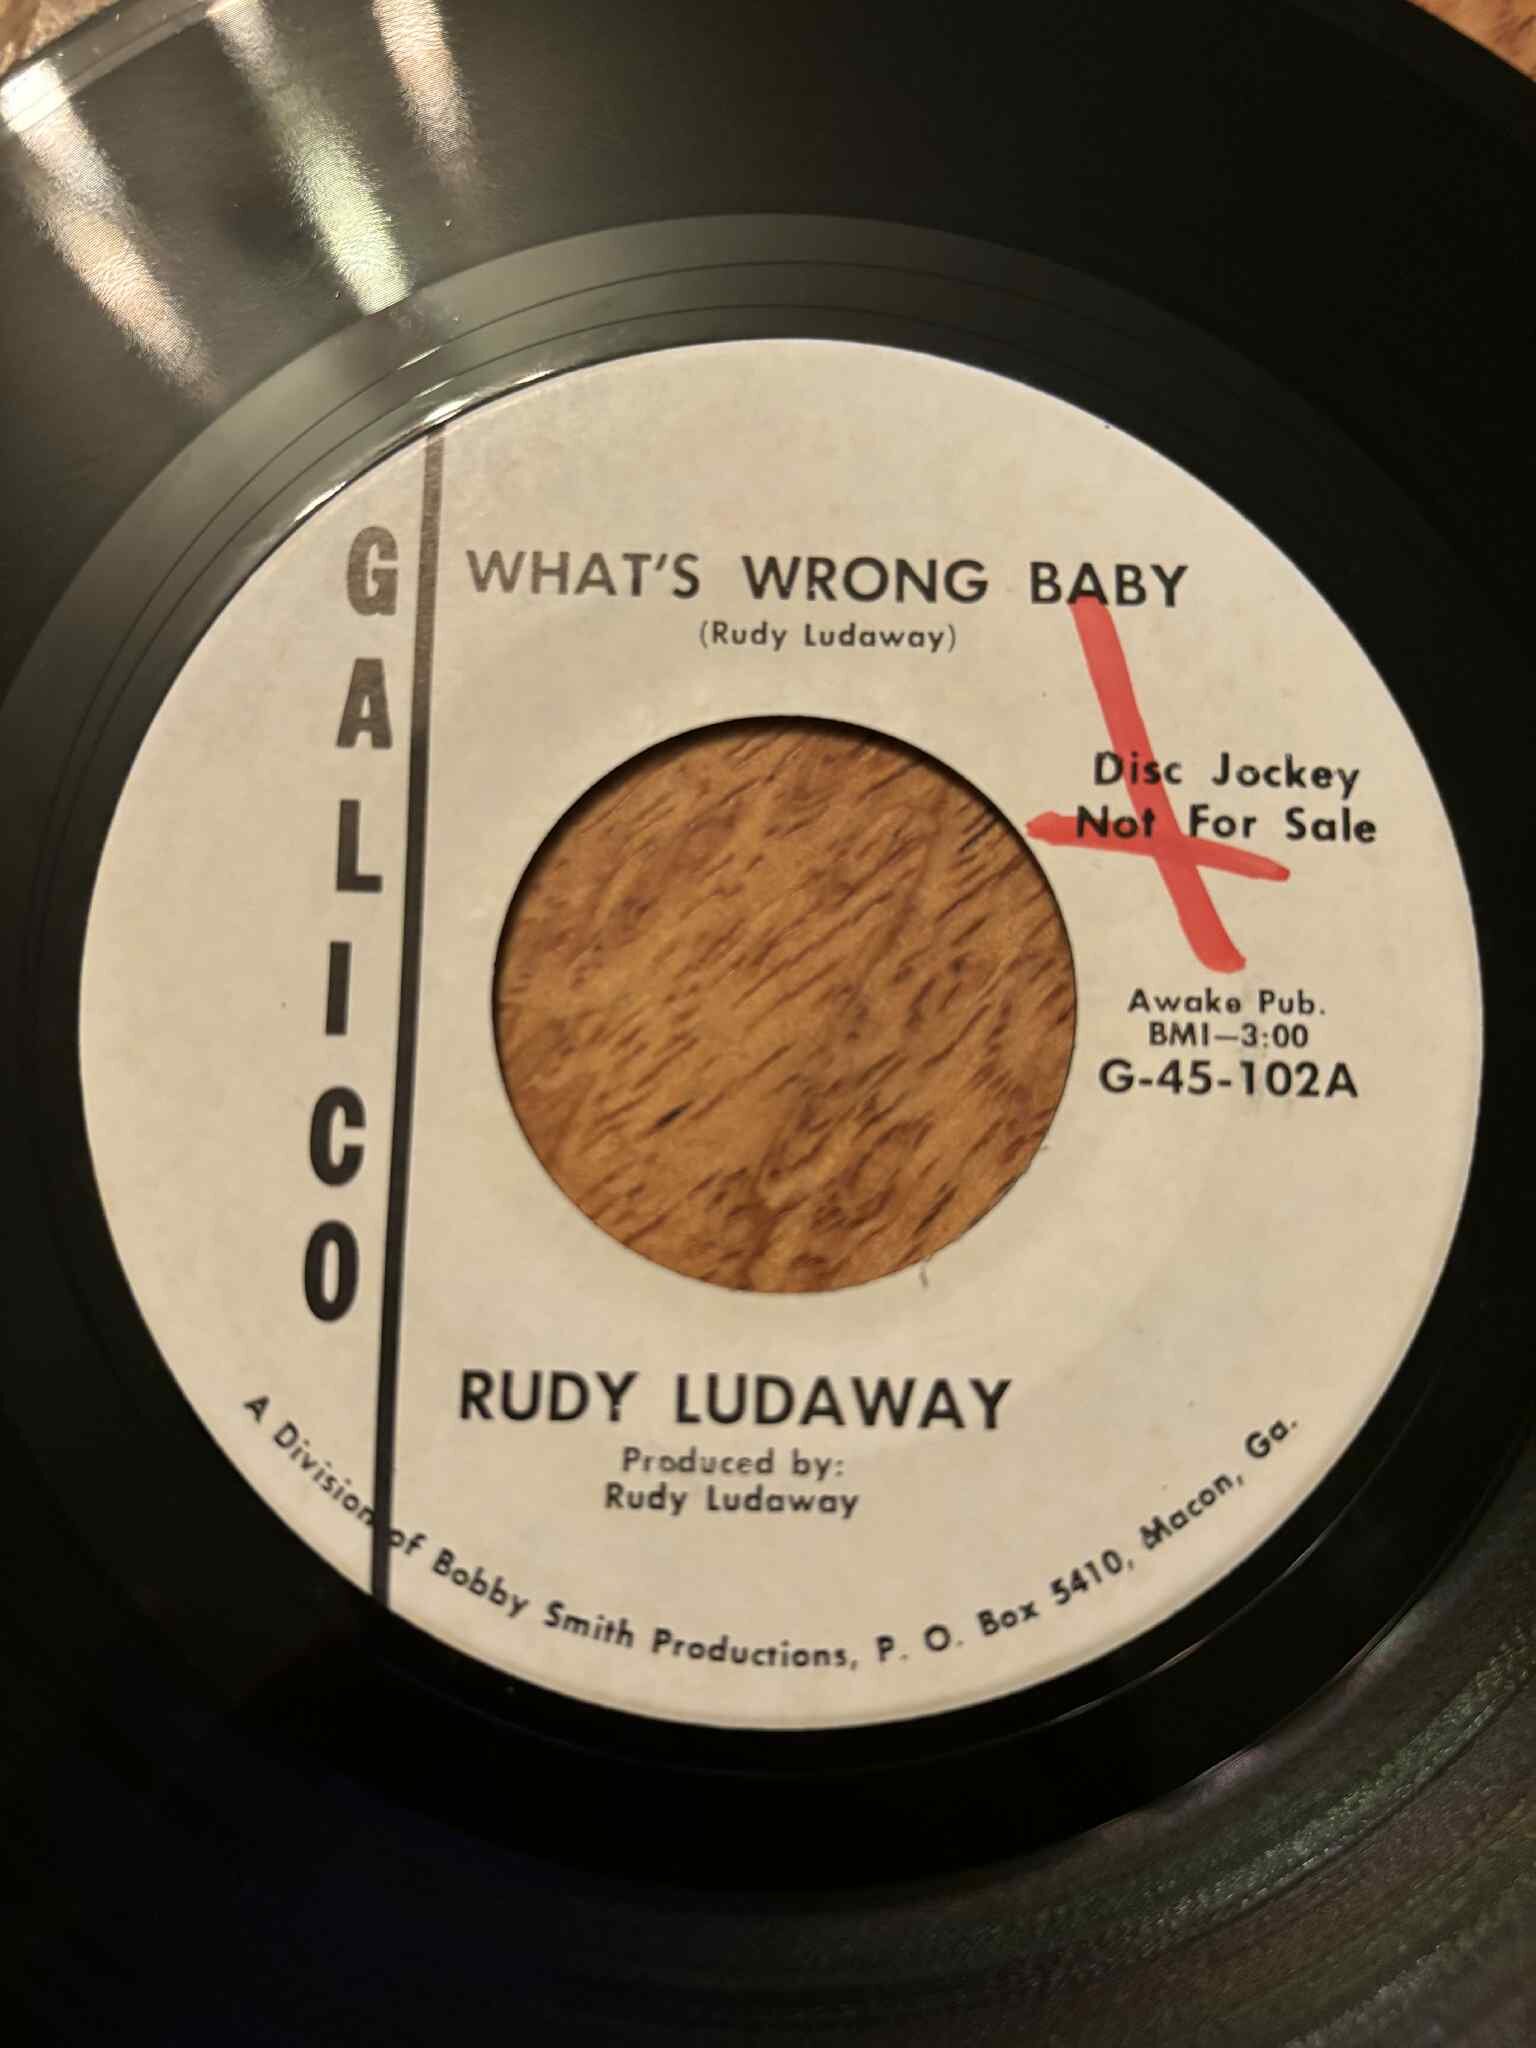 GALICO
WHAT'S WRONG BABY
(Rudy Ludaway)
Disc Jockey
Not For Sale
Awake Pub.
BMI—3:00
G-45-102A
RUDY LUDAWAY
Produced by:
Rudy Ludaway
A Division of Bobby Smith Productions, P. O. Box 5410, Macon, Ga.